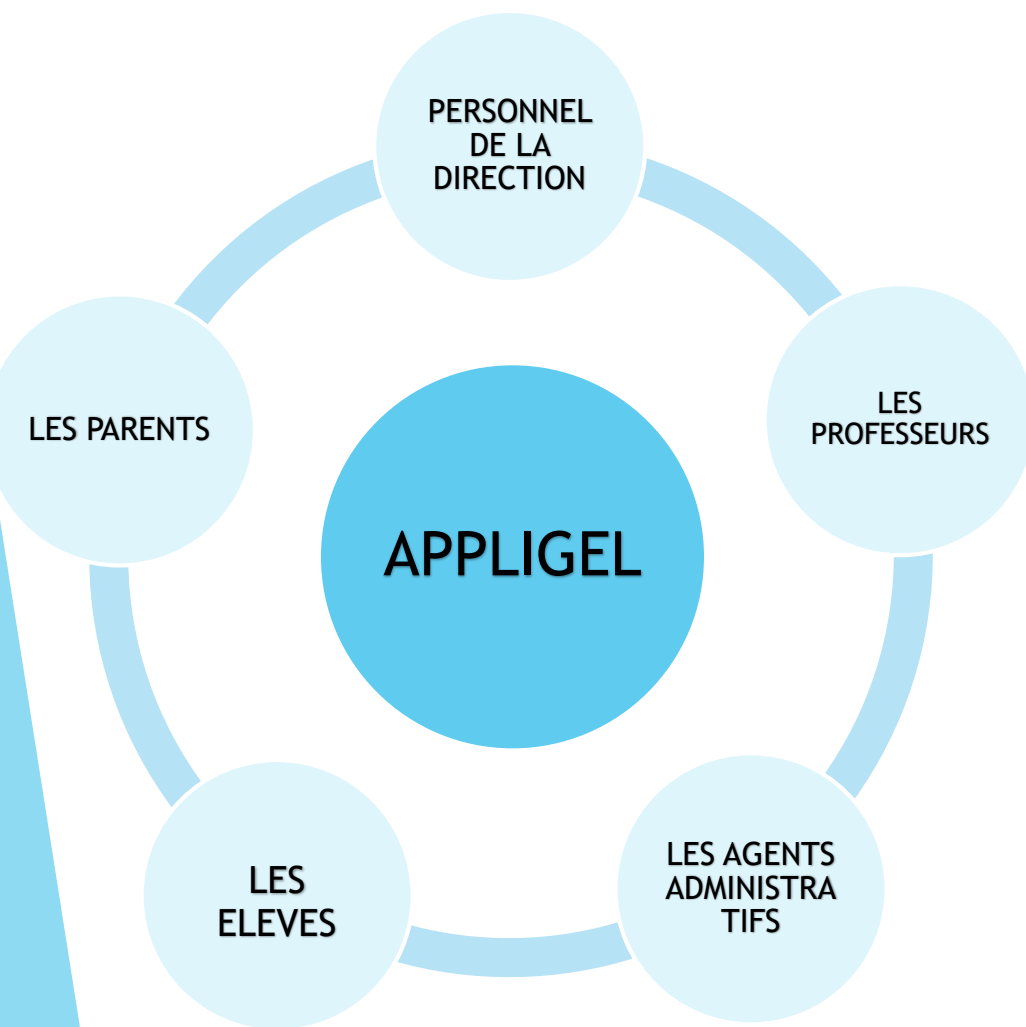 PERSONNEL
DE LA
DIRECTION
LES PARENTS
LES
PROFESSEURS
APPLIGEL
LES
ELEVES
LES AGENTS
ADMINISTRA
TIFS